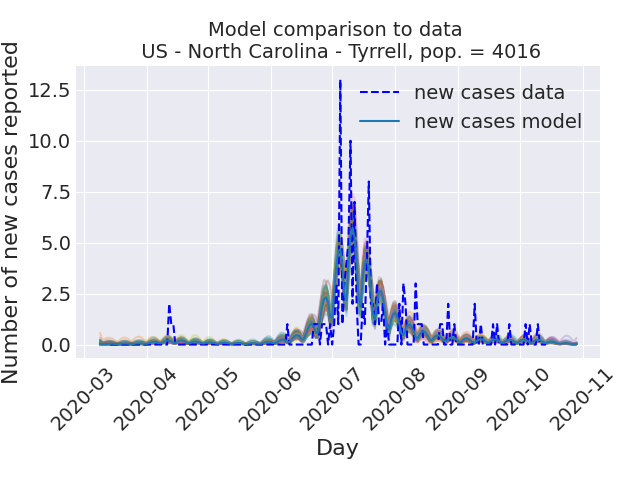 Model comparison to data
US - North Carolina - Tyrrell, pop. = 4016
Number of new cases reported
12.5
10.0
7.5
5.0
2.5
0.0
new cases data
new cases model
2020-03
2020-04
2020-05
2020-06
2020-07
2020-08
2020-09
2020-10
2020-11
Day